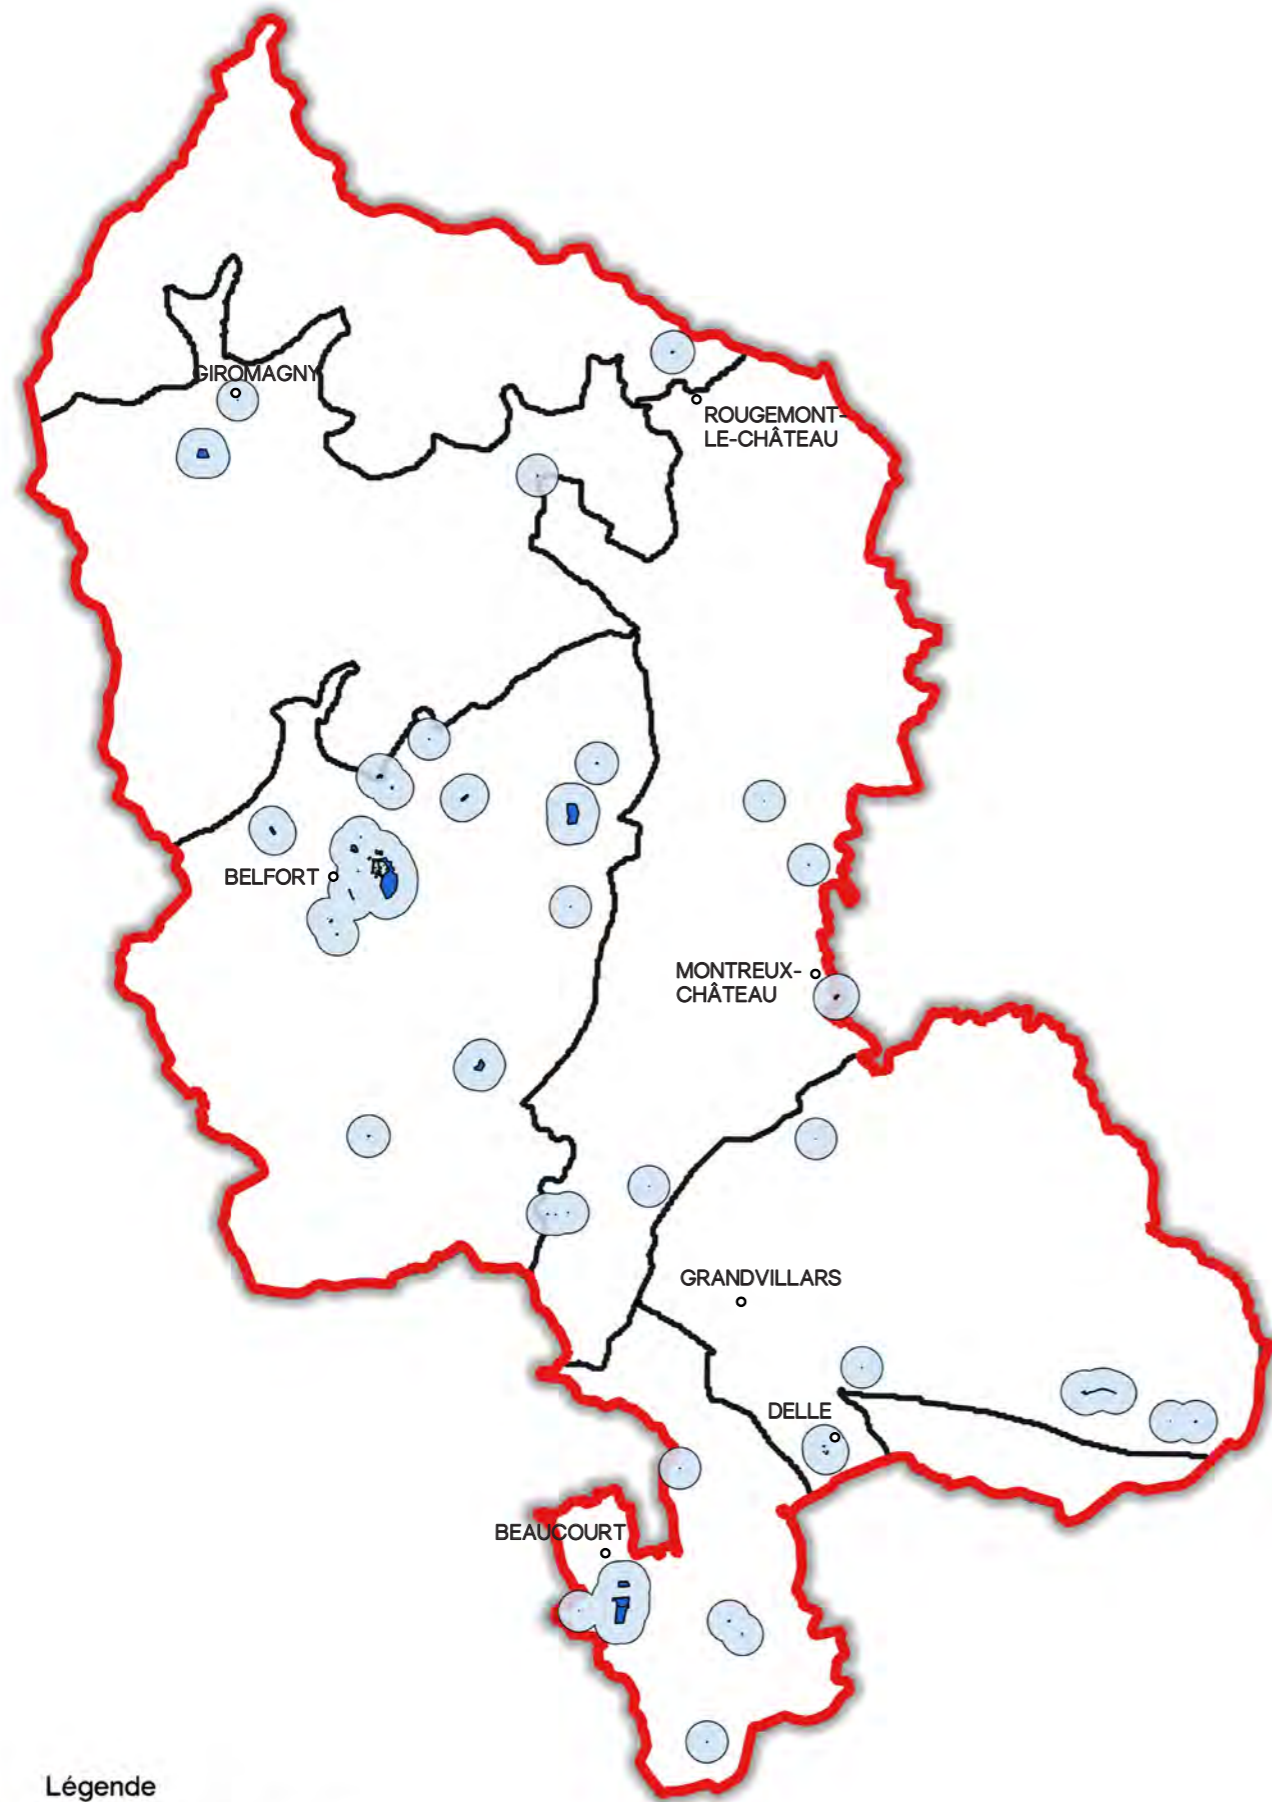 GIROMAGNY
ROUGEMONT-
LE-CHÂTEAU
BELFORT
MONTREUX-
CHÂTEAU
GRANDVILLARS
DELLE
BEAUCOURT
Légende